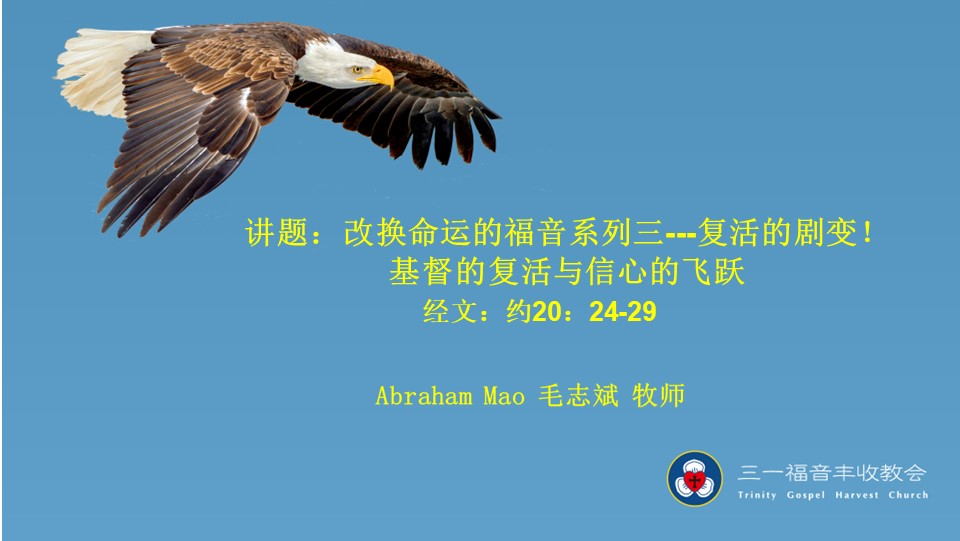 讲题：改换命运的福音系列三---复活的剧变！
基督的复活与信心的飞跃
经文：约20：24-29
Abraham Mao 毛志斌 牧师
三一福音丰收教会
Trinity Gospel Harvest Church